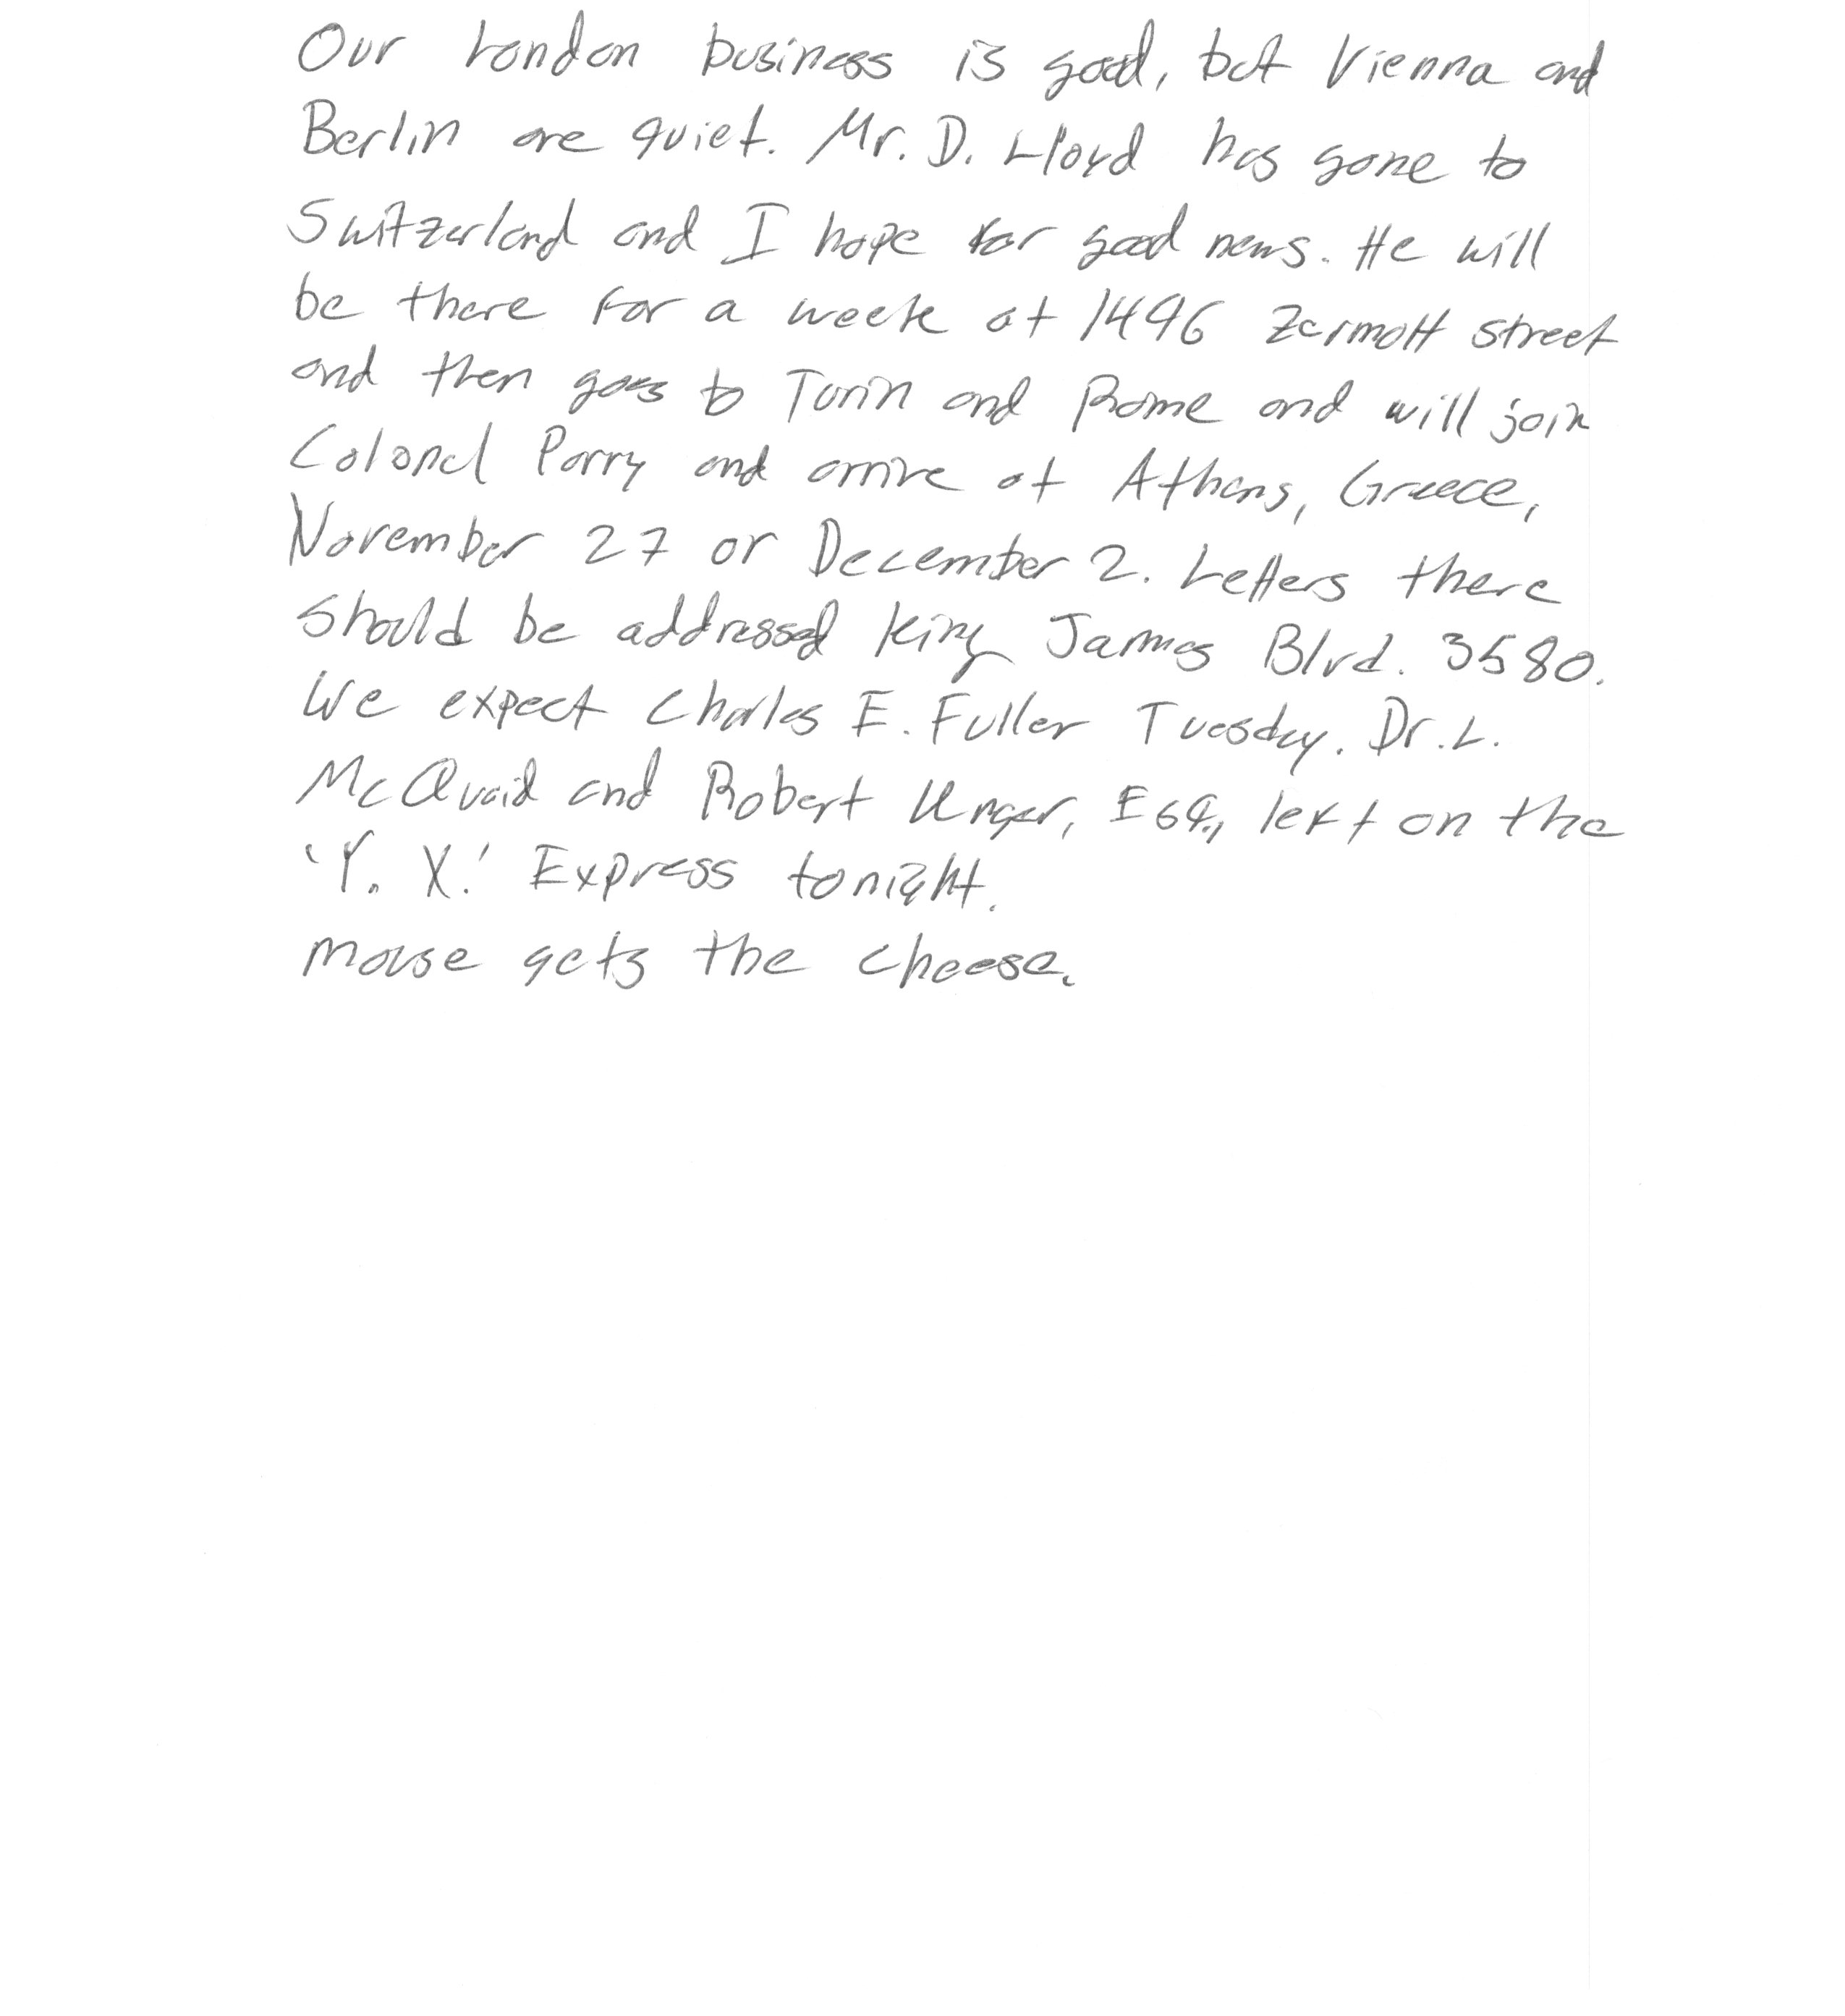 Our London business is good, but Vienna and
Berlin are quiet. Mr. D. Lloyd has gone to
Switzerland and I hope for good news. He will
be there for a week at 1496 Zermott street
and then goes to Turin and Rome and will join
Colonel Parry and arrive at Athens, Greece,
November 27 or December 2. Letters there
should be addressed King James Blvd. 3580.
We expect Charles E. Fuller Tuesday. Dr. L.
McQuaid and Robert Unger, Esq., left on the
'Y. X.' Express tonight.
mouse gets the cheese.